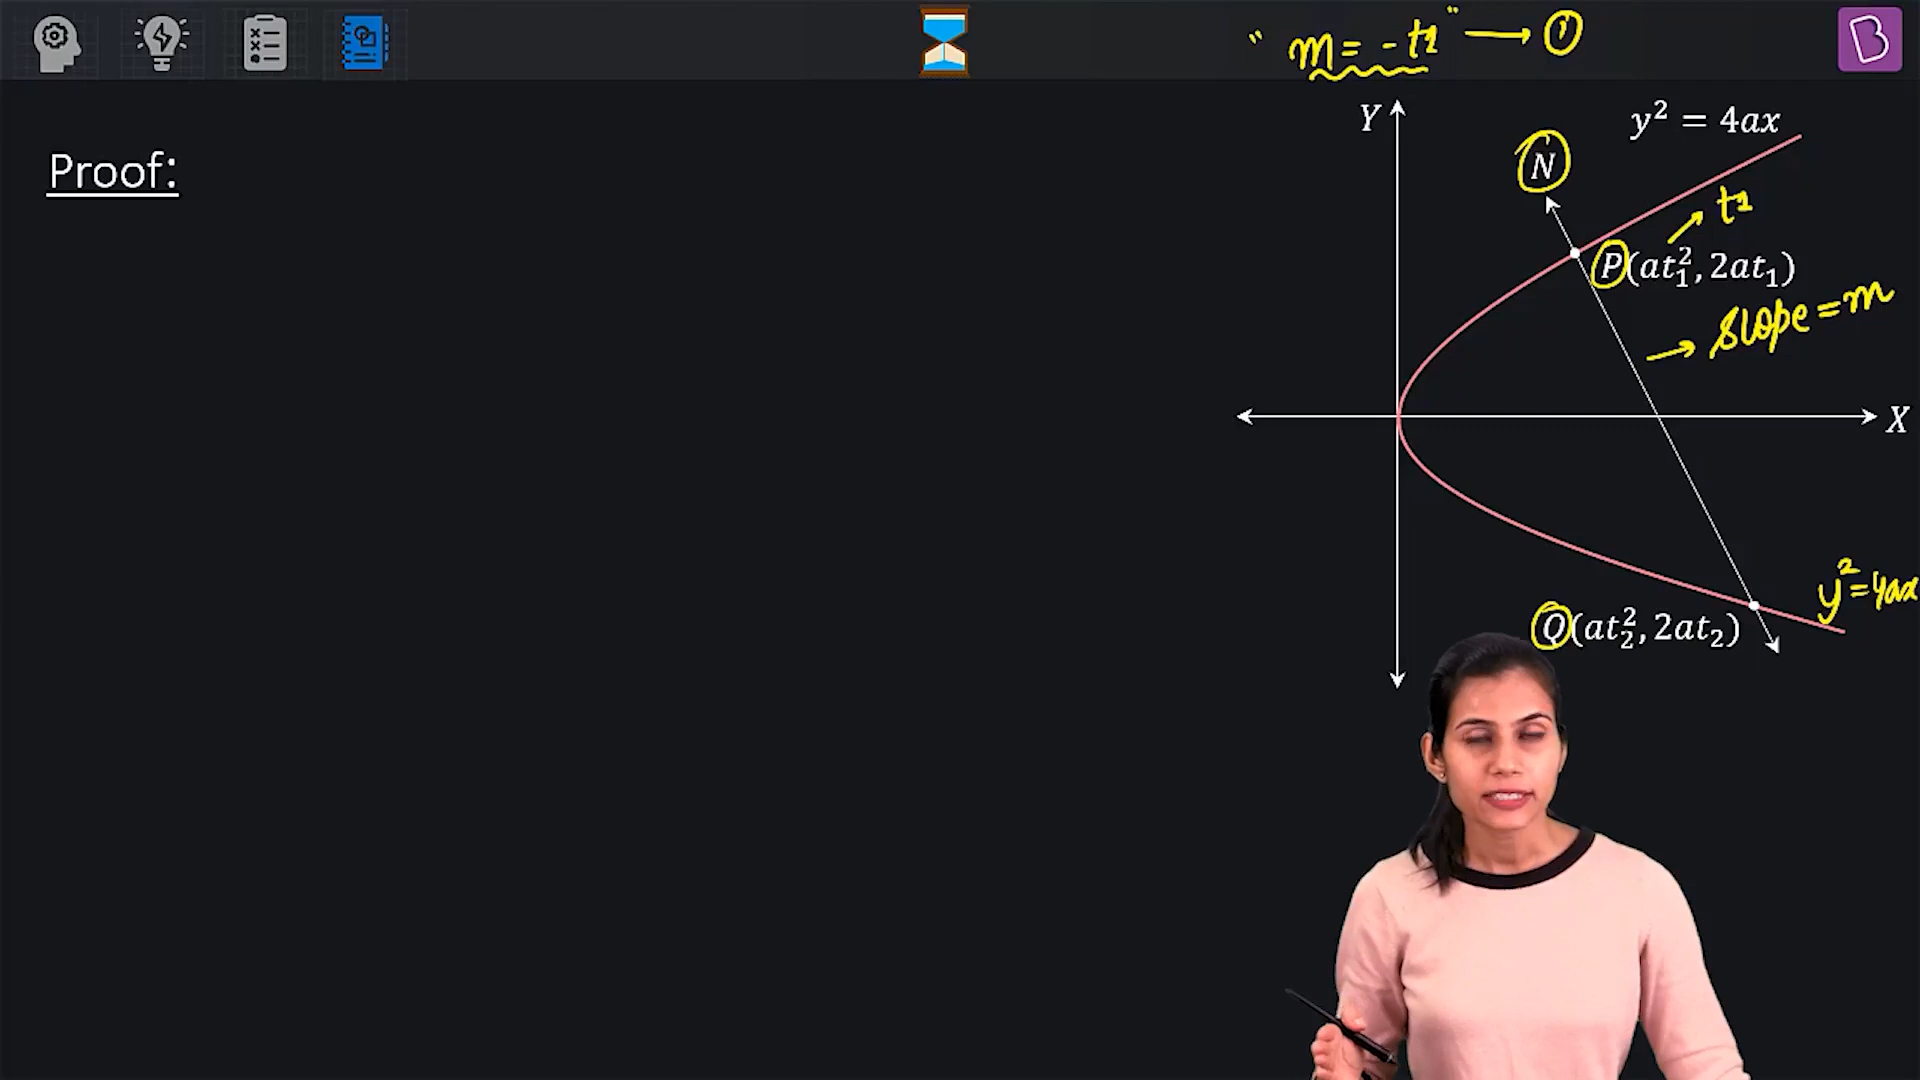 " m = -t1 " → ①
Y
y² = 4ax
Proof:
N
t1
P(at₁², 2at₁)
→ slope = m
X
y² = 4ax
Q(at₂², 2at₂)
B